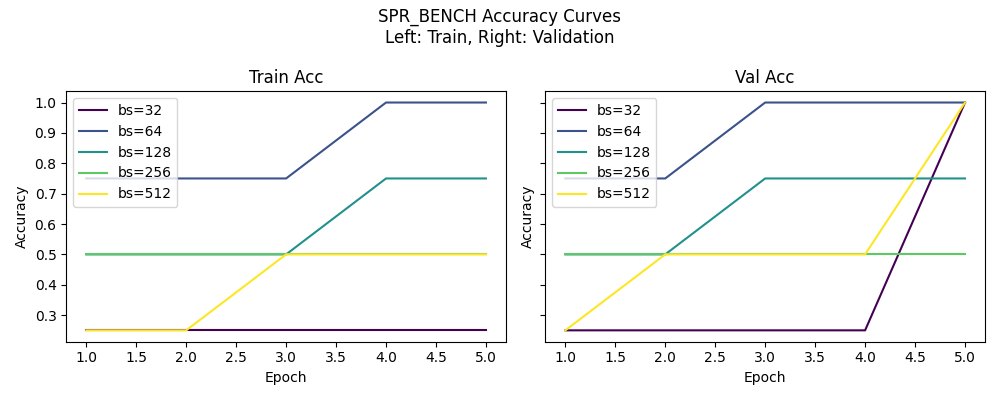 SPR_BENCH Accuracy Curves
Left: Train, Right: Validation
Train Acc
bs=32
bs=64
bs=128
bs=256
bs=512
1.0
0.9
0.8
0.7
0.6
0.5
0.4
0.3
Accuracy
1.0 1.5 2.0 2.5 3.0 3.5 4.0 4.5 5.0
Epoch
Val Acc
bs=32
bs=64
bs=128
bs=256
bs=512
Accuracy
1.0 1.5 2.0 2.5 3.0 3.5 4.0 4.5 5.0
Epoch